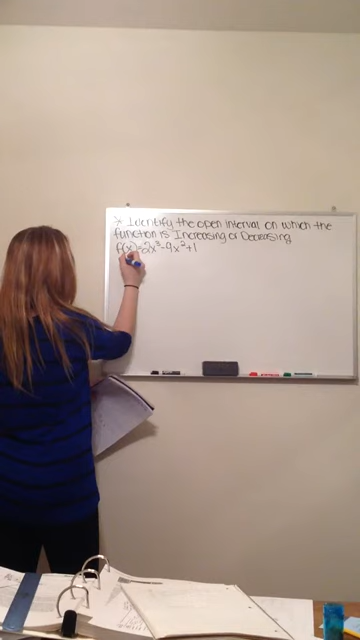 * Identify the open interval on which the
function is Increasing or Decreasing
f(x)=2x³-9x²+1